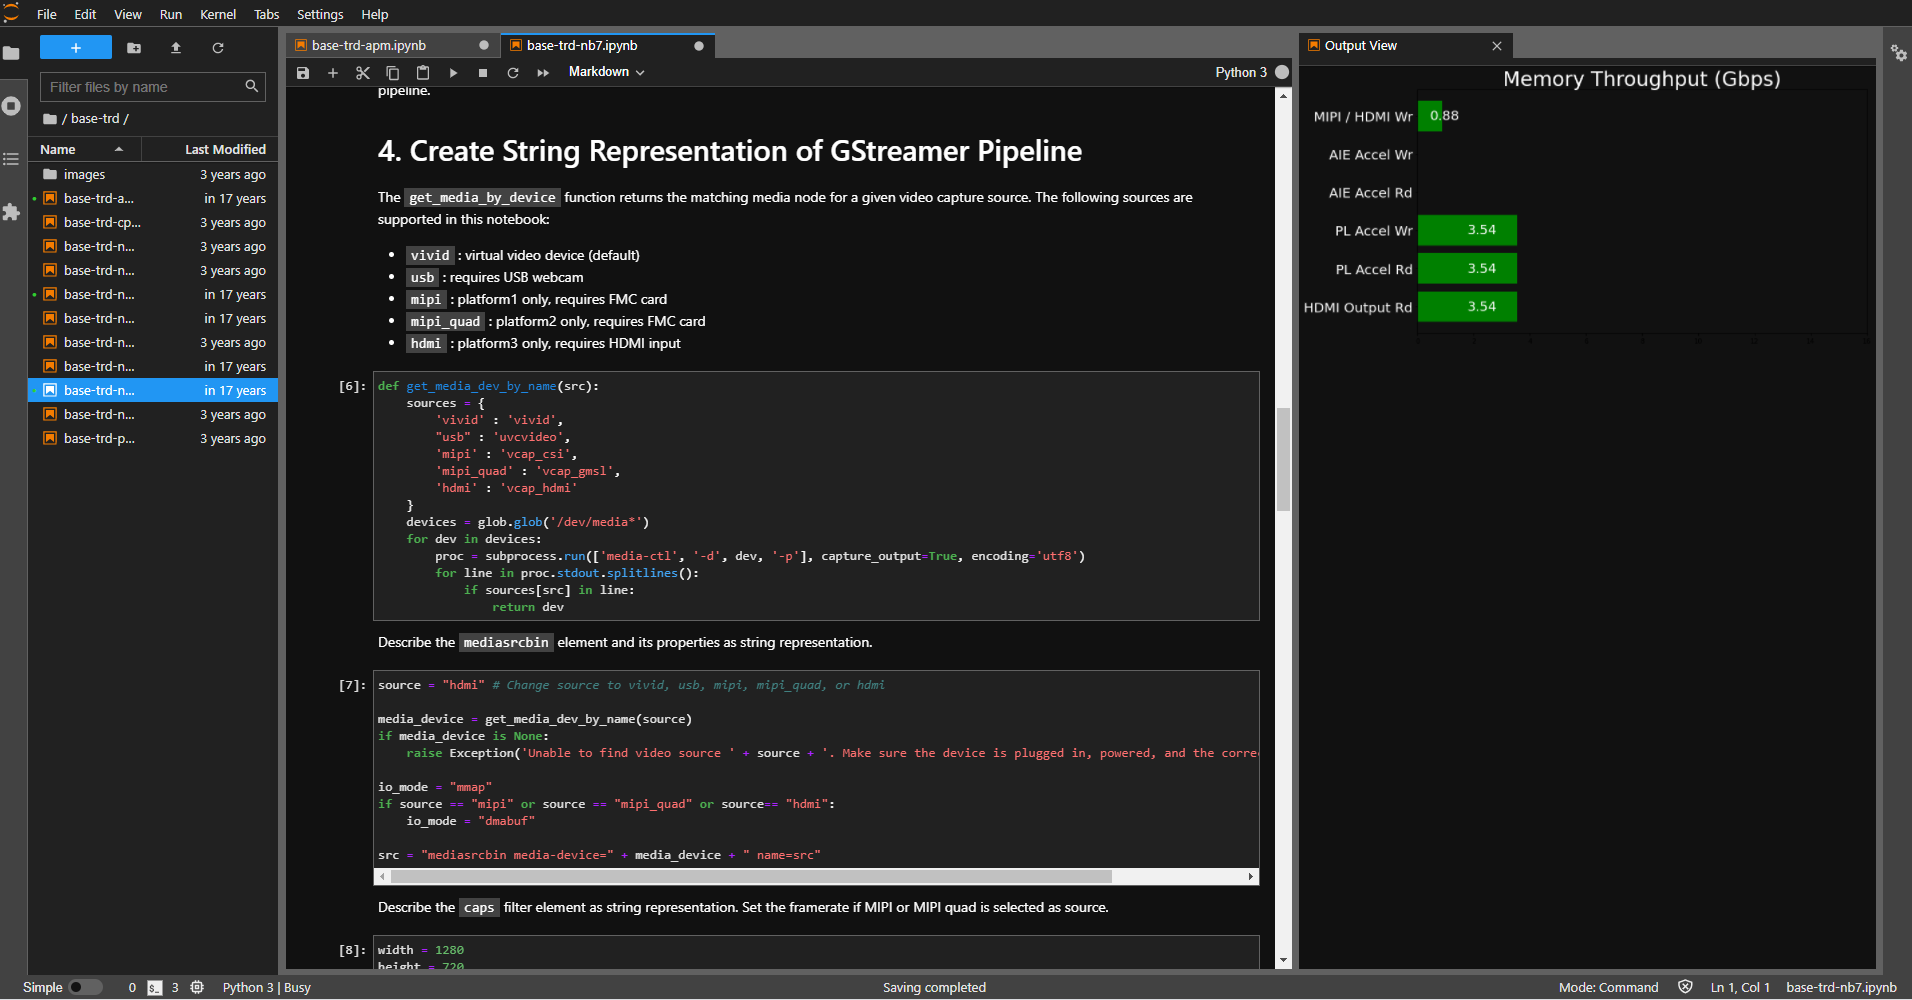 File Edit View Run Kernel Tabs Settings Help
Filter files by name
/ base-trd /
Name Last Modified
images 3 years ago
base-trd-a... in 17 years
base-trd-cp... 3 years ago
base-trd-n... 3 years ago
base-trd-n... 3 years ago
base-trd-n... in 17 years
base-trd-n... in 17 years
base-trd-n... 3 years ago
base-trd-n... in 17 years
base-trd-n... in 17 years
base-trd-n... 3 years ago
base-trd-p... 3 years ago
base-trd-apm.ipynb
base-trd-nb7.ipynb
Markdown
Python 3
pipeline.
4. Create String Representation of GStreamer Pipeline
The get_media_by_device function returns the matching media node for a given video capture source. The following sources are
supported in this notebook:
• vivid : virtual video device (default)
• usb : requires USB webcam
• mipi : platform1 only, requires FMC card
• mipi_quad : platform2 only, requires FMC card
• hdmi : platform3 only, requires HDMI input
[6]: def get_media_dev_by_name(src):
sources = {
'vivid' : 'vivid',
"usb" : 'uvcvideo',
'mipi' : 'vcap_csi',
'mipi_quad' : 'vcap_gmsl',
'hdmi' : 'vcap_hdmi'
}
devices = glob.glob('/dev/media*')
for dev in devices:
proc = subprocess.run(['media-ctl', '-d', dev, '-p'], capture_output=True, encoding='utf8')
for line in proc.stdout.splitlines():
if sources[src] in line:
return dev
Describe the mediasrcbin element and its properties as string representation.
[7]: source = "hdmi" # Change source to vivid, usb, mipi, mipi_quad, or hdmi
media_device = get_media_dev_by_name(source)
if media_device is None:
raise Exception('Unable to find video source ' + source + '. Make sure the device is plugged in, powered, and the corre
io_mode = "mmap"
if source == "mipi" or source == "mipi_quad" or source== "hdmi":
io_mode = "dmabuf"
src = "mediasrcbin media-device=" + media_device + " name=src"
Describe the caps filter element as string representation. Set the framerate if MIPI or MIPI quad is selected as source.
[8]: width = 1280
height = 720
Output View
Memory Throughput (Gbps)
MIPI / HDMI Wr 0.88
AIE Accel Wr
AIE Accel Rd
PL Accel Wr 3.54
PL Accel Rd 3.54
HDMI Output Rd 3.54
Simple 0 3 Python 3 | Busy Saving completed Mode: Command Ln 1, Col 1 base-trd-nb7.ipynb